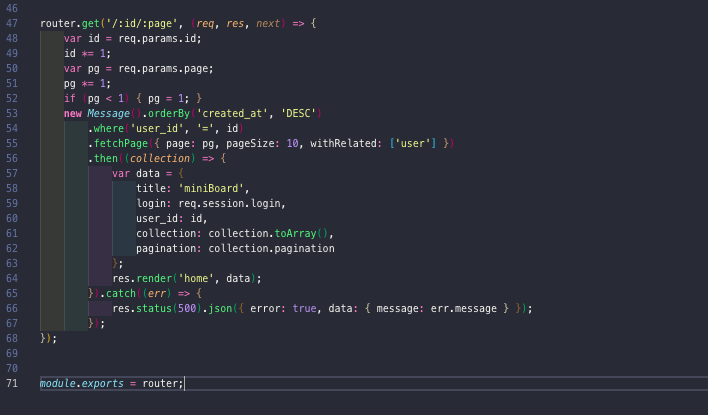 46
47 router.get('/:id/:page', (req, res, next) => {
48     var id = req.params.id;
49     id *= 1;
50     var pg = req.params.page;
51     pg *= 1;
52     if (pg < 1) { pg = 1; }
53     new Message().orderBy('created_at', 'DESC')
54         .where('user_id', '=', id)
55         .fetchPage({ page: pg, pageSize: 10, withRelated: ['user'] })
56         .then((collection) => {
57             var data = {
58                 title: 'miniBoard',
59                 login: req.session.login,
60                 user_id: id,
61                 collection: collection.toArray(),
62                 pagination: collection.pagination
63             };
64             res.render('home', data);
65         }).catch((err) => {
66             res.status(500).json({ error: true, data: { message: err.message } });
67         });
68 });
69
70
71 module.exports = router;